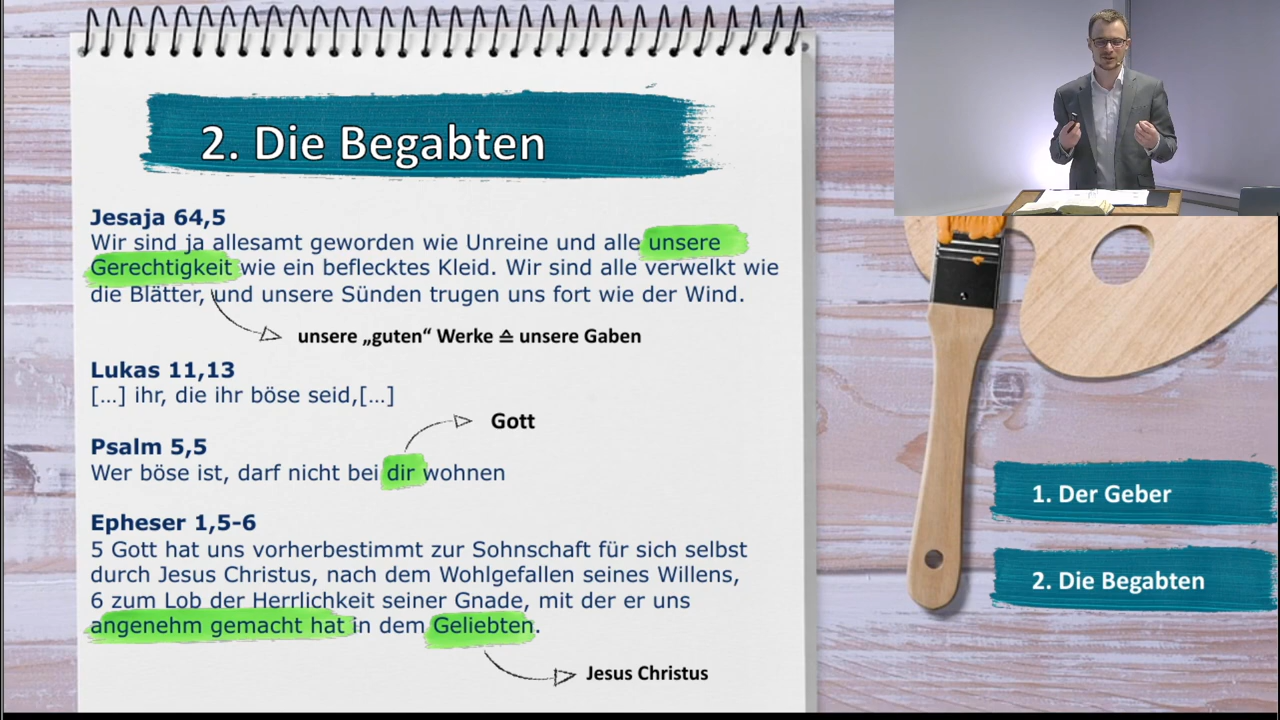 2. Die Begabten
Jesaja 64,5
Wir sind ja allesamt geworden wie Unreine und alle unsere
Gerechtigkeit wie ein beflecktes Kleid. Wir sind alle verwelkt wie
die Blätter, und unsere Sünden trugen uns fort wie der Wind.
unsere „guten“ Werke ≙ unsere Gaben
Lukas 11,13
[…] ihr, die ihr böse seid,[…]
Gott
Psalm 5,5
Wer böse ist, darf nicht bei dir wohnen
Epheser 1,5-6
5 Gott hat uns vorherbestimmt zur Sohnschaft für sich selbst
durch Jesus Christus, nach dem Wohlgefallen seines Willens,
6 zum Lob der Herrlichkeit seiner Gnade, mit der er uns
angenehm gemacht hat in dem Geliebten.
Jesus Christus
1. Der Geber
2. Die Begabten